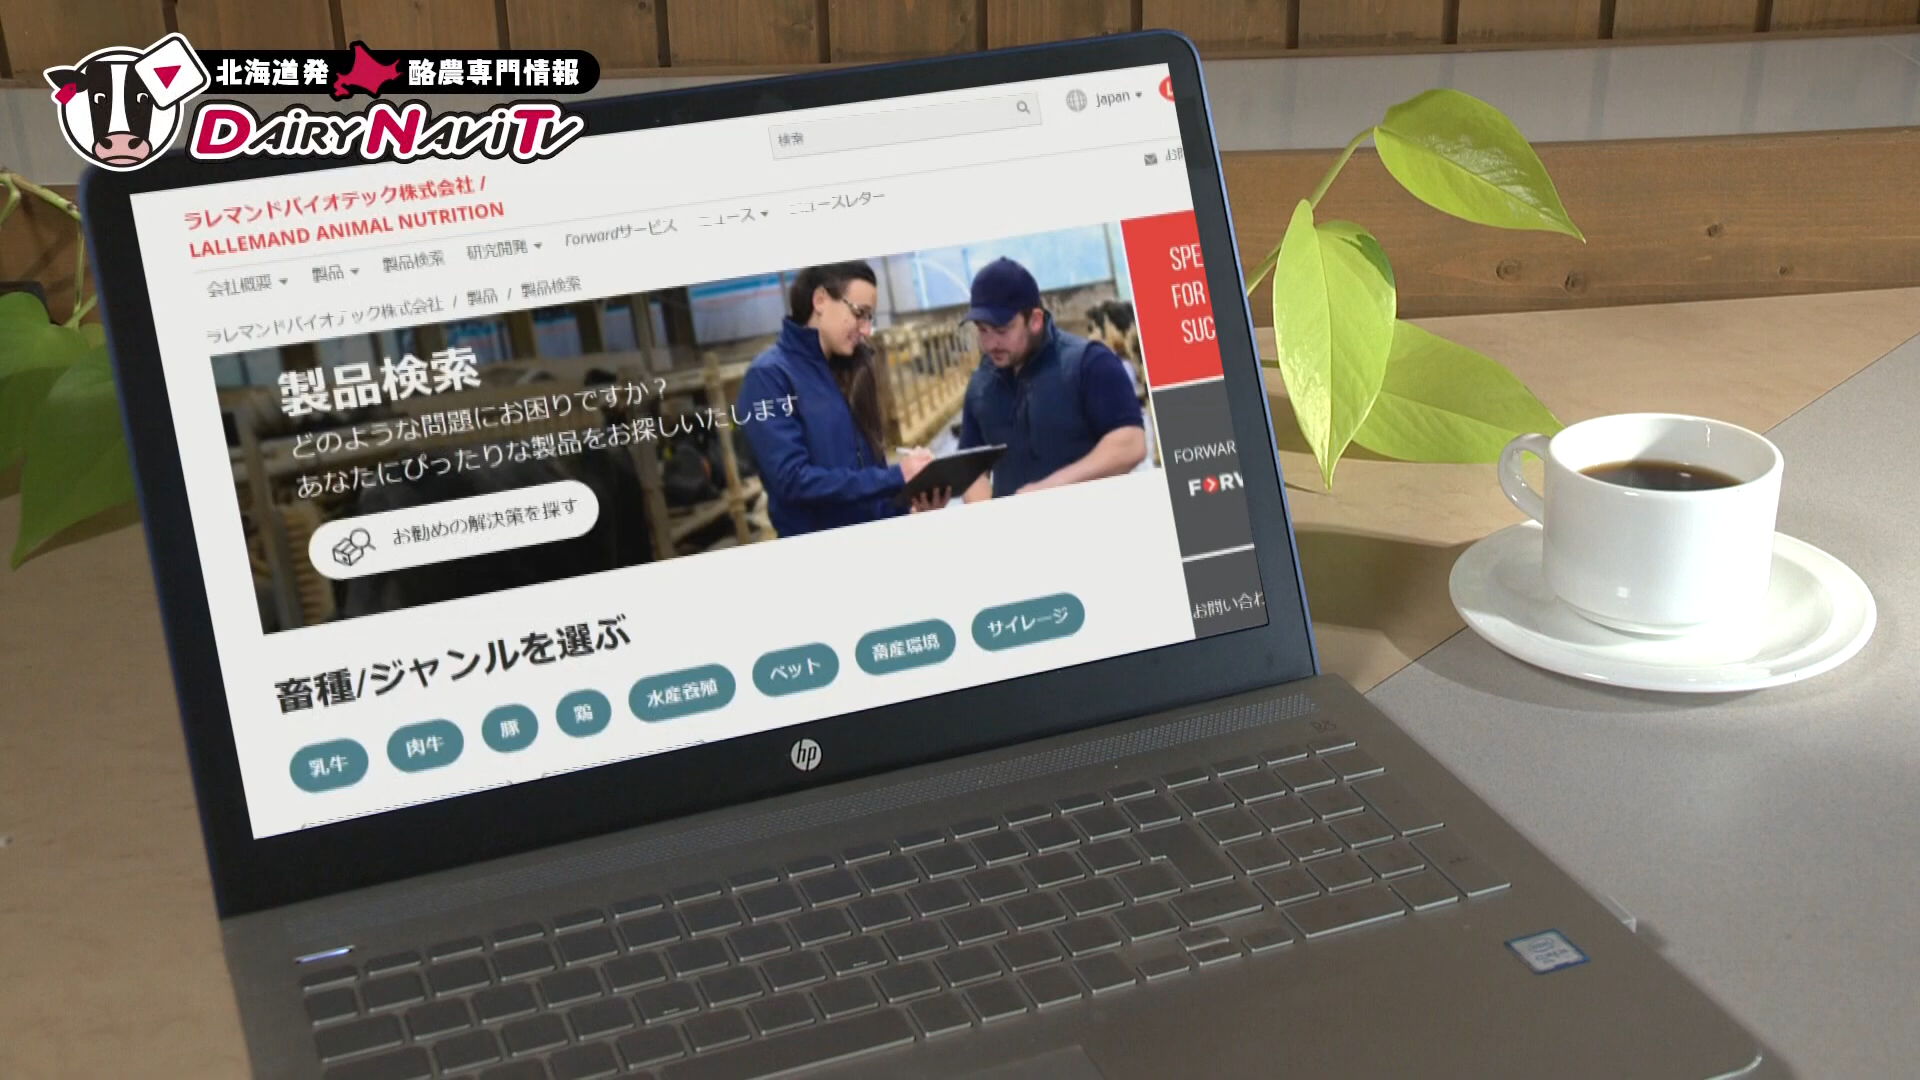 北海道発 酪農専門情報
DAIRY NAVI TV
検索
Japan
ラレマンドバイオテック株式会社 /
LALLEMAND ANIMAL NUTRITION
会社概要 製品 製品検索 研究開発 Forwardサービス ニュース ニュースレター
ラレマンドバイオテック株式会社 / 製品 / 製品検索
製品検索
どのような問題にお困りですか？
あなたにぴったりな製品をお探しいたします
お勧めの解決策を探す
SPE
FOR
SUC
FORWAR
FORV
お問い合わ
畜種/ジャンルを選ぶ
乳牛 肉牛 豚 鶏 水産養殖 ペット 畜産環境 サイレージ
hp